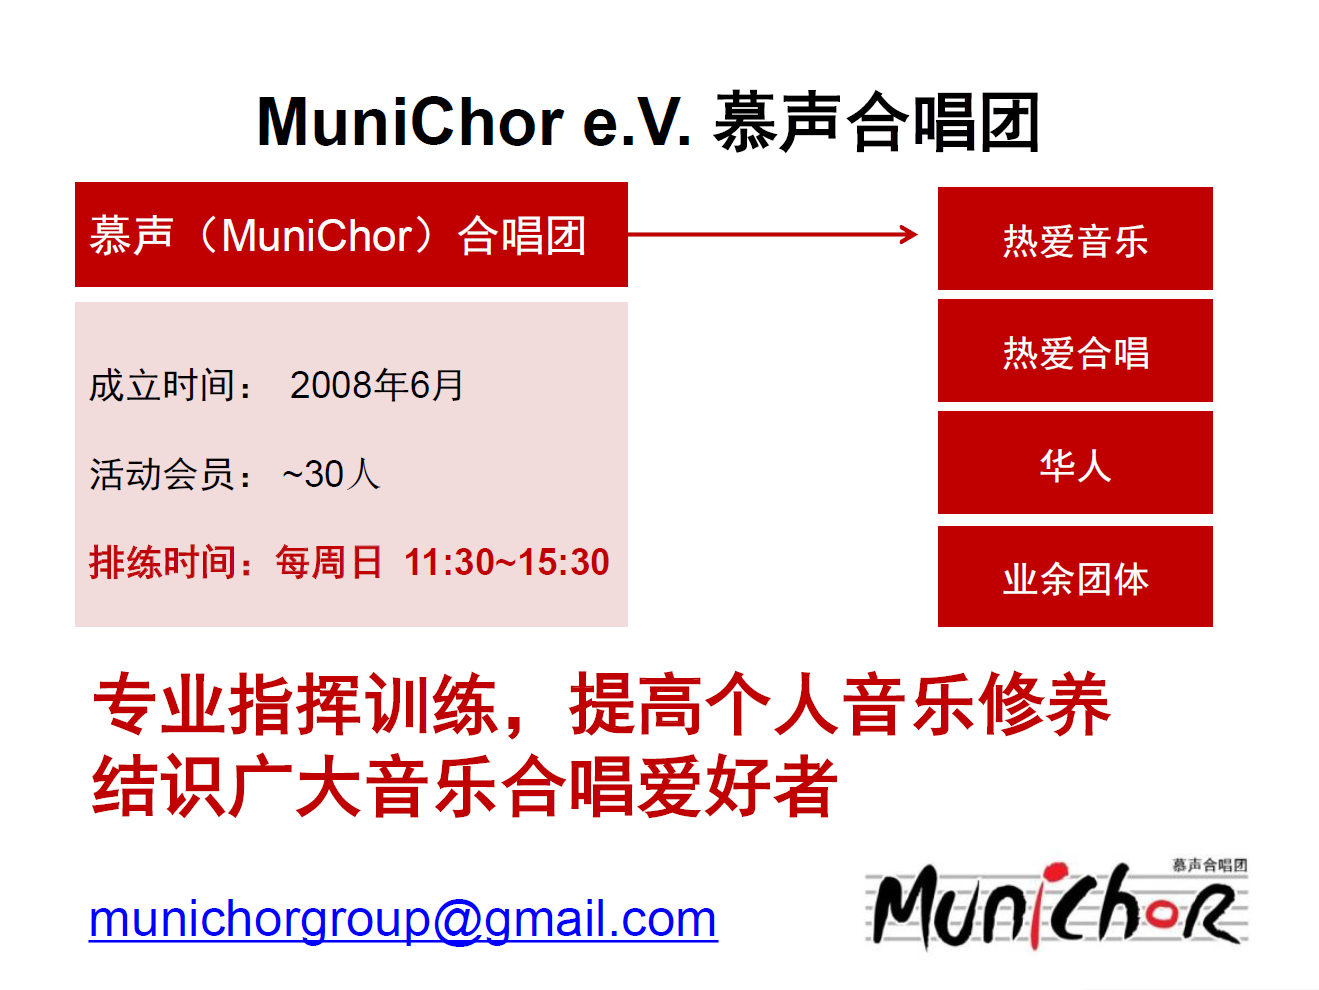 MuniChor e.V. 慕声合唱团
慕声（MuniChor）合唱团
成立时间： 2008年6月
活动会员： ~30人
排练时间：每周日 11:30~15:30
热爱音乐
热爱合唱
华人
业余团体
专业指挥训练，提高个人音乐修养
结识广大音乐合唱爱好者
munichorgroup@gmail.com
慕声合唱团
MuniChoR